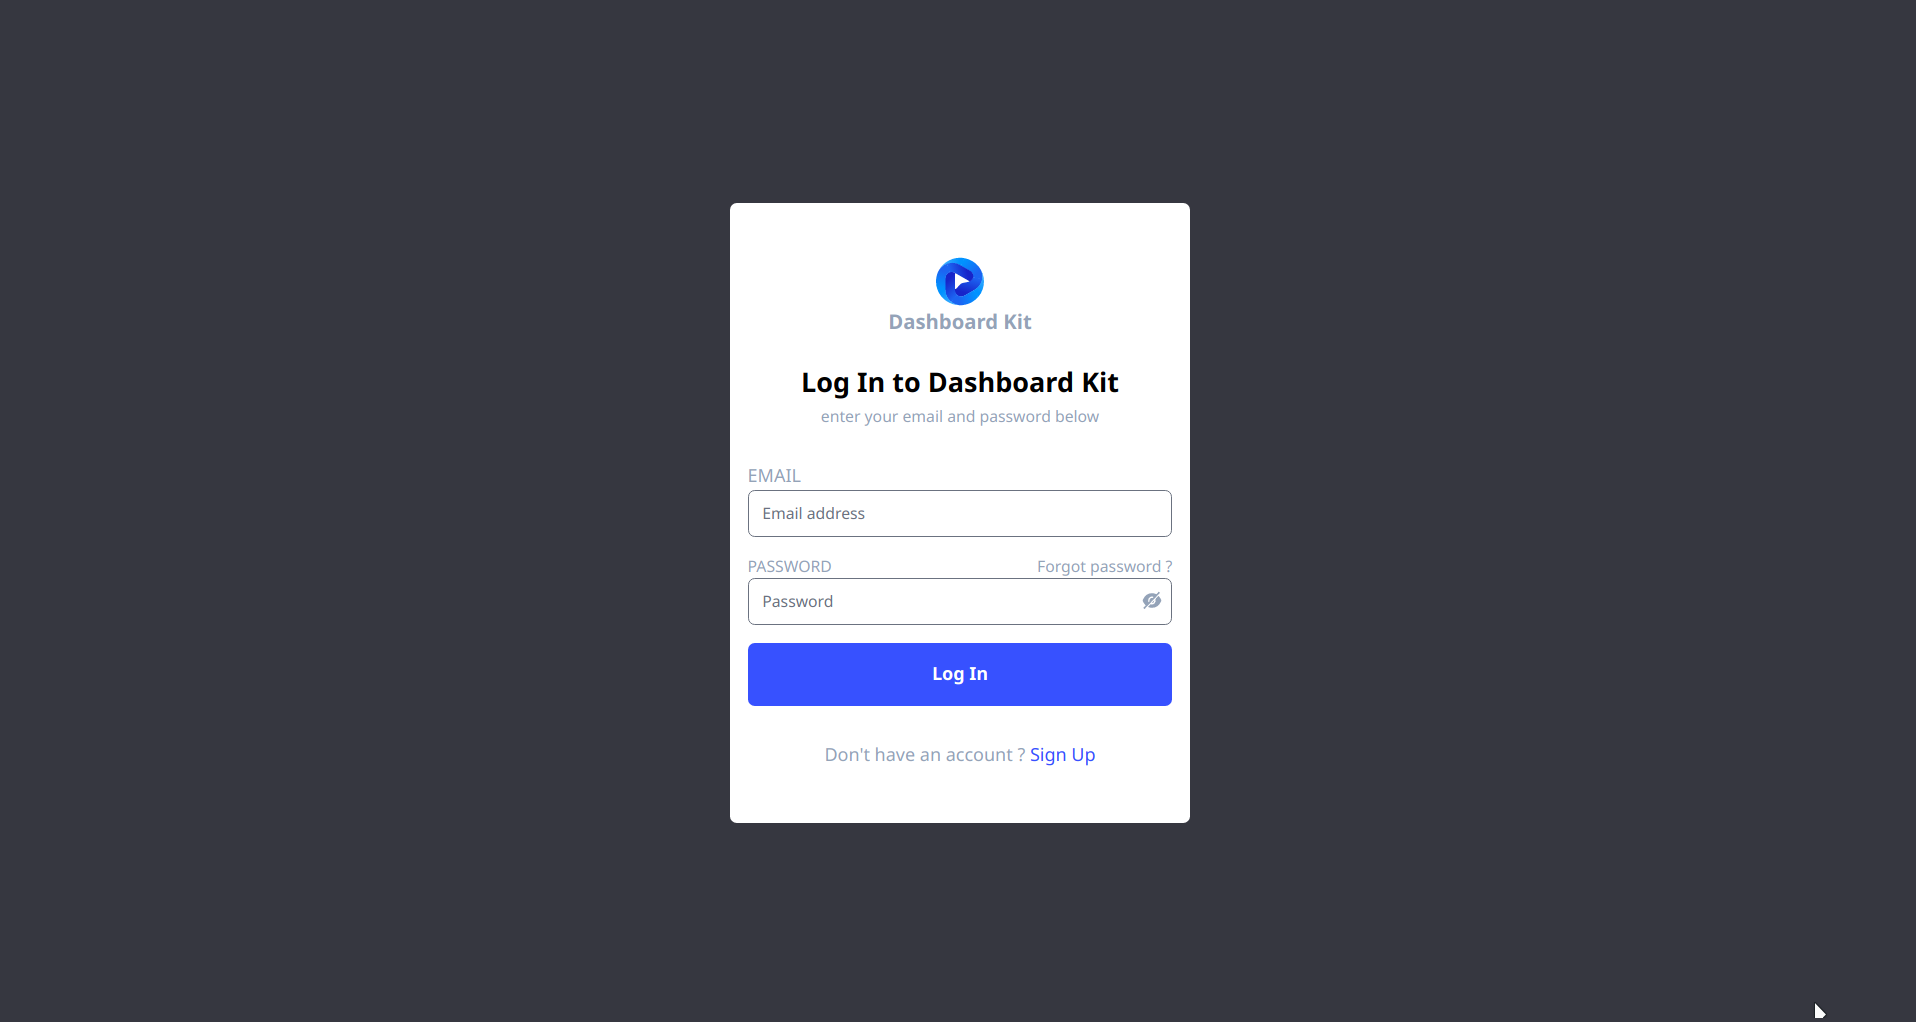 Dashboard Kit
Log In to Dashboard Kit
enter your email and password below
EMAIL
Email address
PASSWORD Forgot password ?
Password
Log In
Don't have an account ? Sign Up